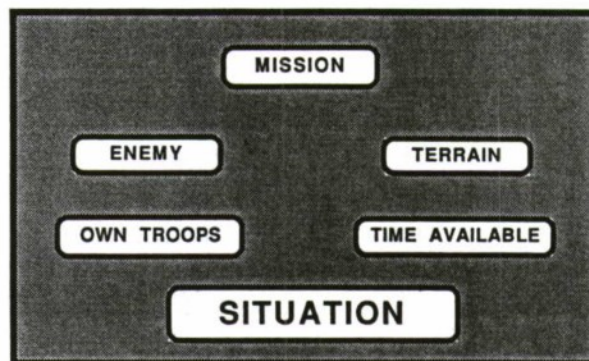 MISSION
ENEMY
TERRAIN
OWN TROOPS
TIME AVAILABLE
SITUATION